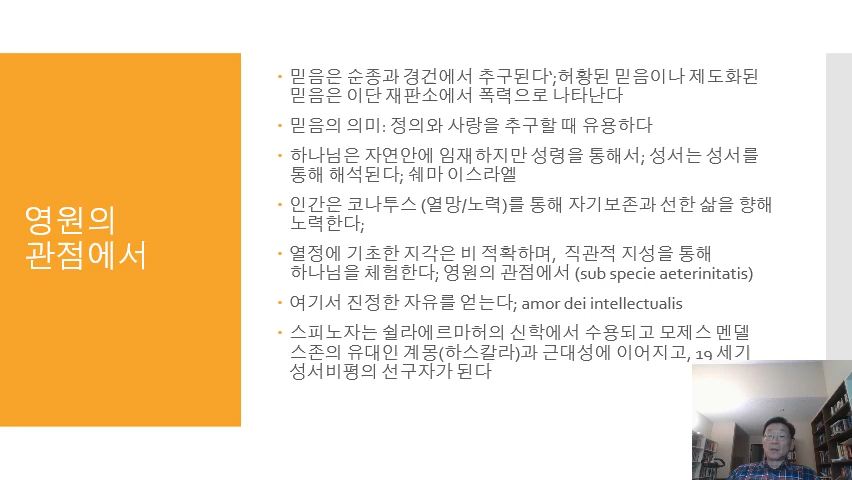 영원의
관점에서
• 믿음은 순종과 경건에서 추구된다‘;허황된 믿음이나 제도화된
믿음은 이단 재판소에서 폭력으로 나타난다
• 믿음의 의미: 정의와 사랑을 추구할 때 유용하다
• 하나님은 자연안에 임재하지만 성령을 통해서; 성서는 성서를
통해 해석된다; 쉐마 이스라엘
• 인간은 코나투스 (열망/노력)를 통해 자기보존과 선한 삶을 향해
노력한다;
• 열정에 기초한 지각은 비 적확하며, 직관적 지성을 통해
하나님을 체험한다; 영원의 관점에서 (sub specie aeterinitatis)
• 여기서 진정한 자유를 얻는다; amor dei intellectualis
• 스피노자는 쉴라에르마허의 신학에서 수용되고 모제스 멘델
스존의 유대인 계몽(하스칼라)과 근대성에 이어지고, 19 세기
성서비평의 선구자가 된다